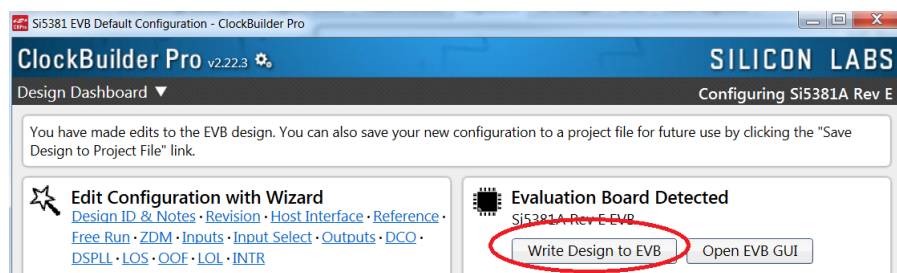 Si5381 EVB Default Configuration - ClockBuilder Pro
ClockBuilder Pro v2.22.3
SILICON LABS
Design Dashboard ▼
Configuring Si5381A Rev E
You have made edits to the EVB design. You can also save your new configuration to a project file for future use by clicking the "Save
Design to Project File" link.
Edit Configuration with Wizard
Design ID & Notes · Revision · Host Interface · Reference ·
Free Run · ZDM · Inputs · Input Select · Outputs · DCO ·
DSPLL · LOS · OOF · LOL · INTR
Evaluation Board Detected
Si5381A Rev E EVB
Write Design to EVB
Open EVB GUI